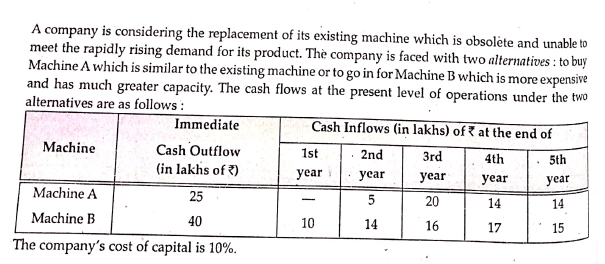 A company is considering the replacement of its existing machine which is obsolete and unable to
meet the rapidly rising demand for its product. The company is faced with two alternatives : to buy
Machine A which is similar to the existing machine or to go in for Machine B which is more expensive
and has much greater capacity. The cash flows at the present level of operations under the two
alternatives are as follows :
Machine Immediate Cash Outflow (in lakhs of ₹) Cash Inflows (in lakhs) of ₹ at the end of
1st year 2nd year 3rd year 4th year 5th year
Machine A 25 — 5 20 14 14
Machine B 40 10 14 16 17 15
The company's cost of capital is 10%.